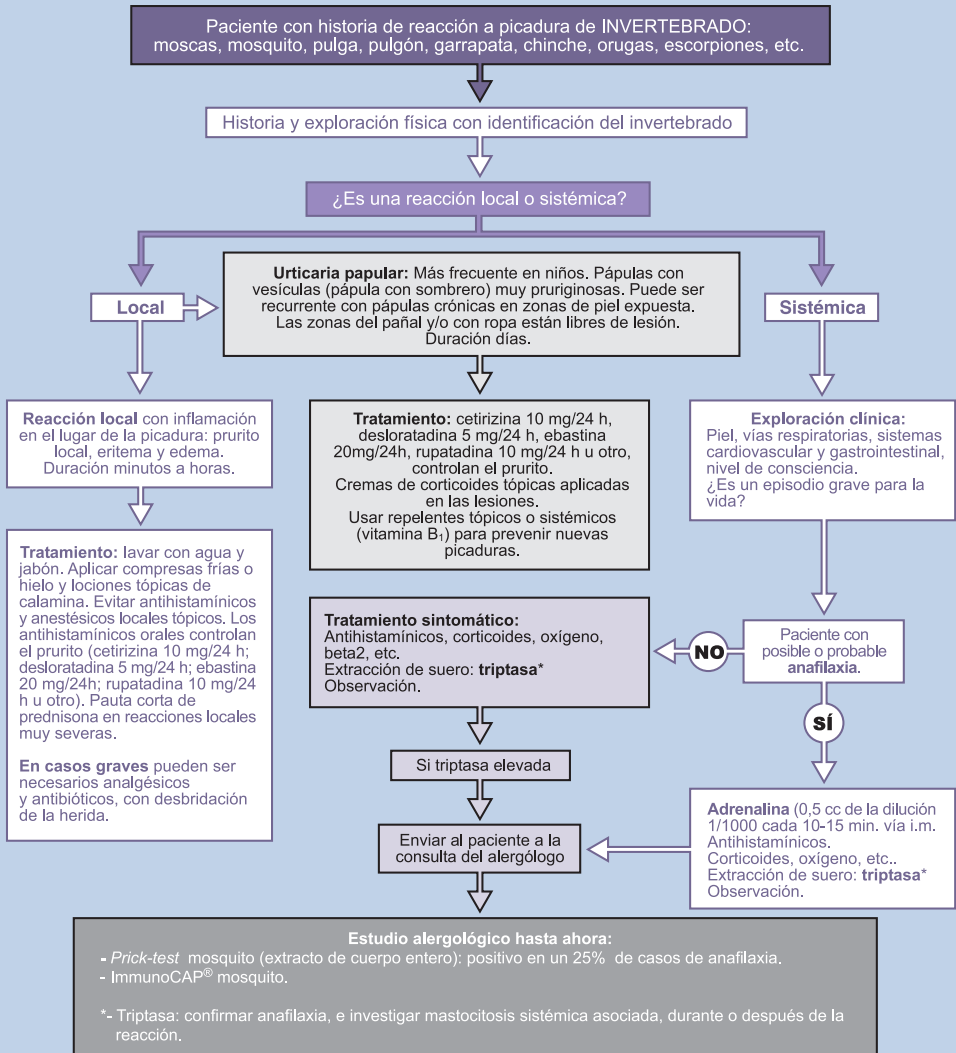 Paciente con historia de reacción a picadura de INVERTEBRADO:
moscas, mosquito, pulga, pulgón, garrapata, chinche, orugas, escorpiones, etc.
Historia y exploración física con identificación del invertebrado
¿Es una reacción local o sistémica?
Local
Urticaria papular: Más frecuente en niños. Pápulas con
vesículas (pápula con sombrero) muy pruriginosas. Puede ser
recurrente con pápulas crónicas en zonas de piel expuesta.
Las zonas del pañal y/o con ropa están libres de lesión.
Duración días.
Sistémica
Reacción local con inflamación
en el lugar de la picadura: prurito
local, eritema y edema.
Duración minutos a horas.
Tratamiento: cetirizina 10 mg/24 h,
desloratadina 5 mg/24 h, ebastina
20mg/24h, rupatadina 10 mg/24 h u otro,
controlan el prurito.
Cremas de corticoides tópicas aplicadas
en las lesiones.
Usar repelentes tópicos o sistémicos
(vitamina B₁) para prevenir nuevas
picaduras.
Exploración clínica:
Piel, vías respiratorias, sistemas
cardiovascular y gastrointestinal,
nivel de consciencia.
¿Es un episodio grave para la
vida?
Tratamiento: lavar con agua y
jabón. Aplicar compresas frías o
hielo y lociones tópicas de
calamina. Evitar antihistamínicos
y anestésicos locales tópicos. Los
antihistamínicos orales controlan
el prurito (cetirizina 10 mg/24 h;
desloratadina 5 mg/24 h; ebastina
20 mg/24h; rupatadina 10 mg/24
h u otro). Pauta corta de
prednisona en reacciones locales
muy severas.
En casos graves pueden ser
necesarios analgésicos
y antibióticos, con desbridación
de la herida.
Tratamiento sintomático:
Antihistamínicos, corticoides, oxígeno,
beta2, etc.
Extracción de suero: triptasa*
Observación.
NO
Paciente con
posible o probable
anafilaxia.
SÍ
Si triptasa elevada
Enviar al paciente a la
consulta del alergólogo
Adrenalina (0,5 cc de la dilución
1/1000 cada 10-15 min. vía i.m.
Antihistamínicos.
Corticoides, oxígeno, etc..
Extracción de suero: triptasa*
Observación.
Estudio alergológico hasta ahora:
- Prick-test mosquito (extracto de cuerpo entero): positivo en un 25% de casos de anafilaxia.
- ImmunoCAP® mosquito.
*- Triptasa: confirmar anafilaxia, e investigar mastocitosis sistémica asociada, durante o después de la
reacción.